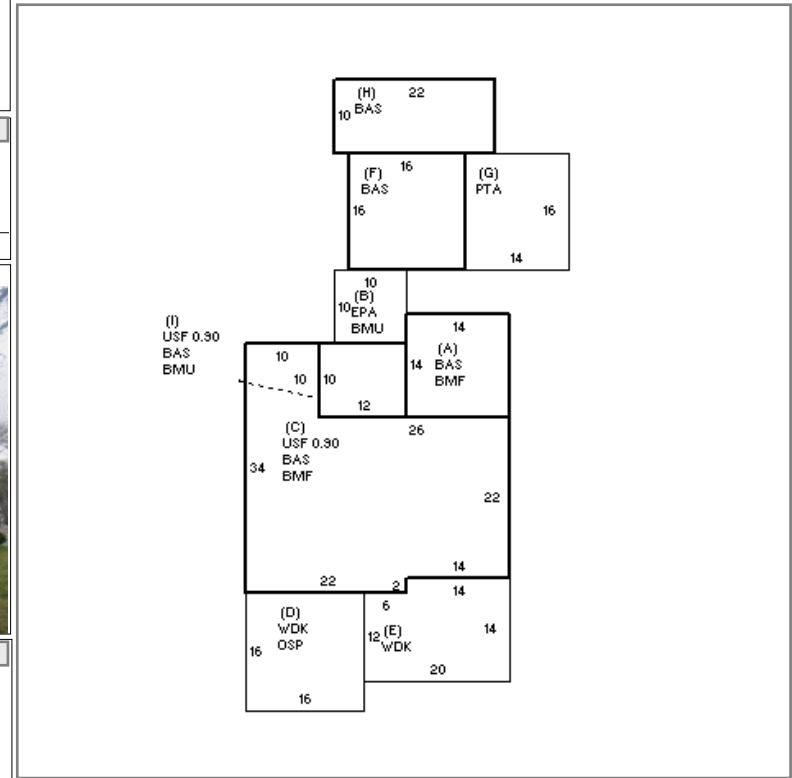 (H) 22
BAS
10
16
(F)
BAS
16
(G)
PTA
16
14
10
(B)
10 EPA
BMU
(I)
USF 0.90
BAS
BMU
14
(A)
14 BAS
BMF
10
10
10
12
26
(C)
USF 0.90
BAS
BMF
34
22
14
22
2
14
6
(D)
WDK
OSP
16
16
12 (E)
WDK
14
20